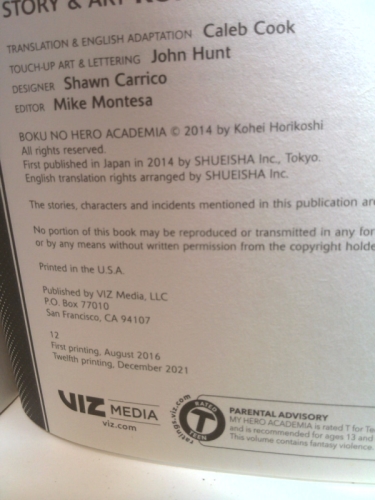 STORY & ART
TRANSLATION & ENGLISH ADAPTATION Caleb Cook
TOUCH-UP ART & LETTERING John Hunt
DESIGNER Shawn Carrico
EDITOR Mike Montesa
BOKU NO HERO ACADEMIA © 2014 by Kohei Horikoshi
All rights reserved.
First published in Japan in 2014 by SHUEISHA Inc., Tokyo.
English translation rights arranged by SHUEISHA Inc.
The stories, characters and incidents mentioned in this publication
No portion of this book may be reproduced or transmitted in any
or by any means without written permission from the copyright
Printed in the U.S.A.
Published by VIZ Media, LLC
P.O. Box 77010
San Francisco, CA 94107
12
First printing, August 2016
Twelfth printing, December 2021
VIZ MEDIA
viz.com
ratings.viz.com
RATED
T
TEEN
PARENTAL ADVISORY
MY HERO ACADEMIA is rated T for
and is recommended for ages 13 and
This volume contains fantasy violence.